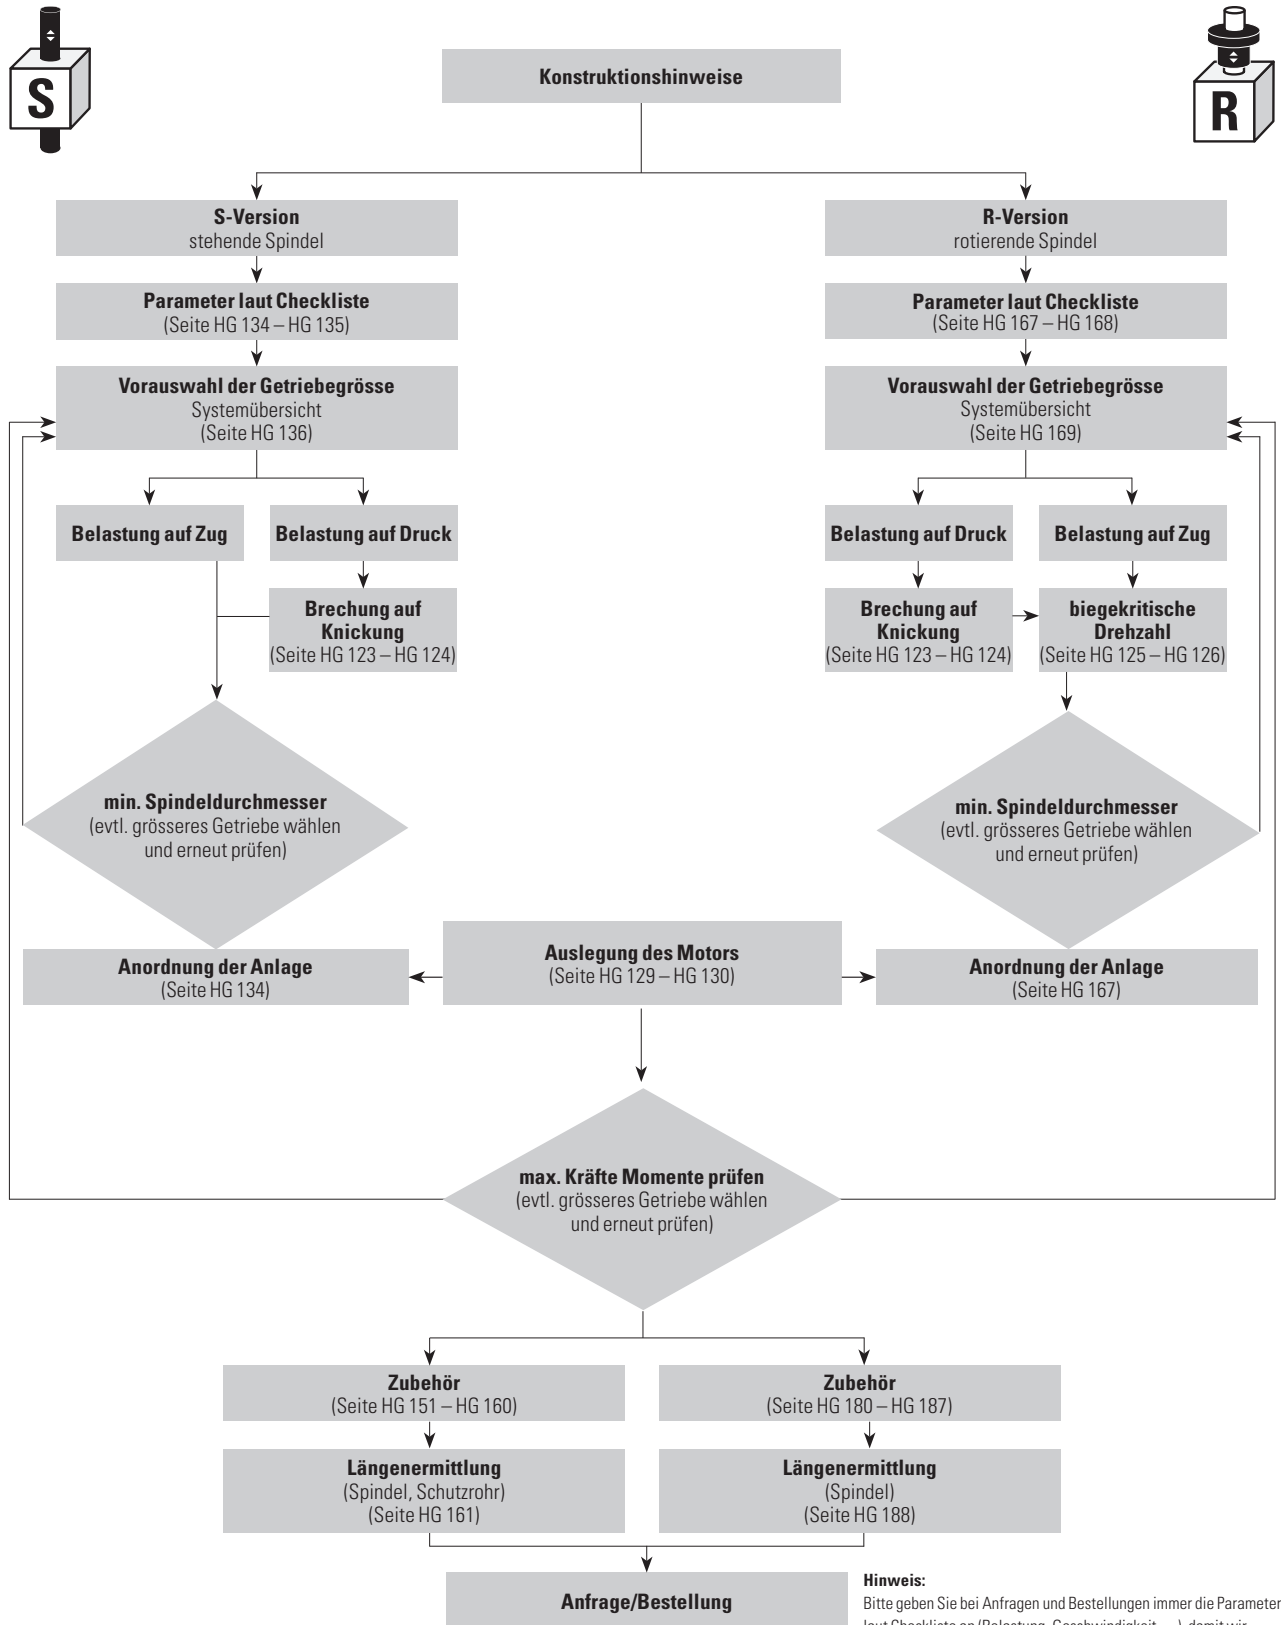 S
R
Konstruktionshinweise
S-Version
stehende Spindel
R-Version
rotierende Spindel
Parameter laut Checkliste
(Seite HG 134 – HG 135)
Parameter laut Checkliste
(Seite HG 167 – HG 168)
Vorauswahl der Getriebegrösse
Systemübersicht
(Seite HG 136)
Vorauswahl der Getriebegrösse
Systemübersicht
(Seite HG 169)
Belastung auf Zug
Belastung auf Druck
Belastung auf Druck
Belastung auf Zug
Brechung auf
Knickung
(Seite HG 123 – HG 124)
Brechung auf
Knickung
(Seite HG 123 – HG 124)
biegekritische
Drehzahl
(Seite HG 125 – HG 126)
min. Spindeldurchmesser
(evtl. grösseres Getriebe wählen
und erneut prüfen)
min. Spindeldurchmesser
(evtl. grösseres Getriebe wählen
und erneut prüfen)
Anordnung der Anlage
(Seite HG 134)
Auslegung des Motors
(Seite HG 129 – HG 130)
Anordnung der Anlage
(Seite HG 167)
max. Kräfte Momente prüfen
(evtl. grösseres Getriebe wählen
und erneut prüfen)
Zubehör
(Seite HG 151 – HG 160)
Zubehör
(Seite HG 180 – HG 187)
Längenermittlung
(Spindel, Schutzrohr)
(Seite HG 161)
Längenermittlung
(Spindel)
(Seite HG 188)
Anfrage/Bestellung
Hinweis:
Bitte geben Sie bei Anfragen und Bestellungen immer die Parameter
laut Checkliste an (Belastung, Geschwindigkeit, ...), damit wir